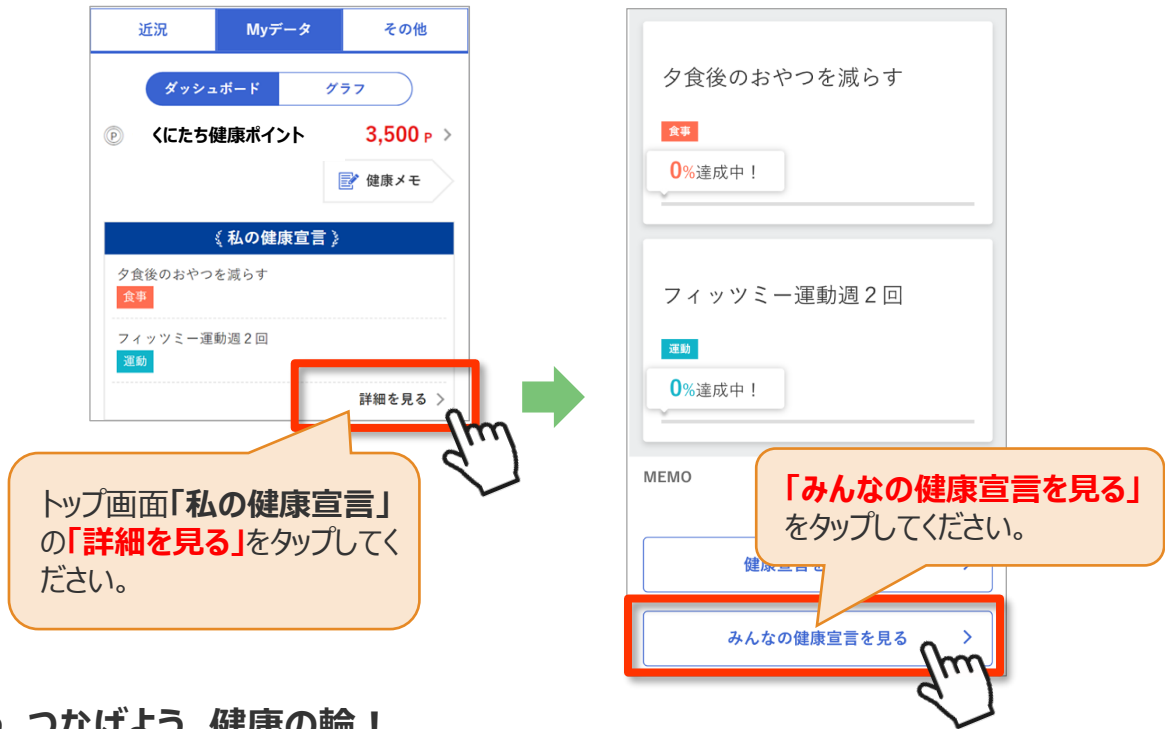 近況
Myデータ
その他
ダッシュボード
グラフ
P
くにたち健康ポイント
3,500 P
健康メモ
私の健康宣言
夕食後のおやつを減らす
食事
フィッツミー運動週2回
運動
詳細を見る
トップ画面「私の健康宣言」
の「詳細を見る」をタップしてく
ださい。
夕食後のおやつを減らす
食事
0%達成中！
フィッツミー運動週2回
運動
0%達成中！
MEMO
「みんなの健康宣言を見る」
をタップしてください。
健康宣言を
みんなの健康宣言を見る
つなげよう 健康の輪！